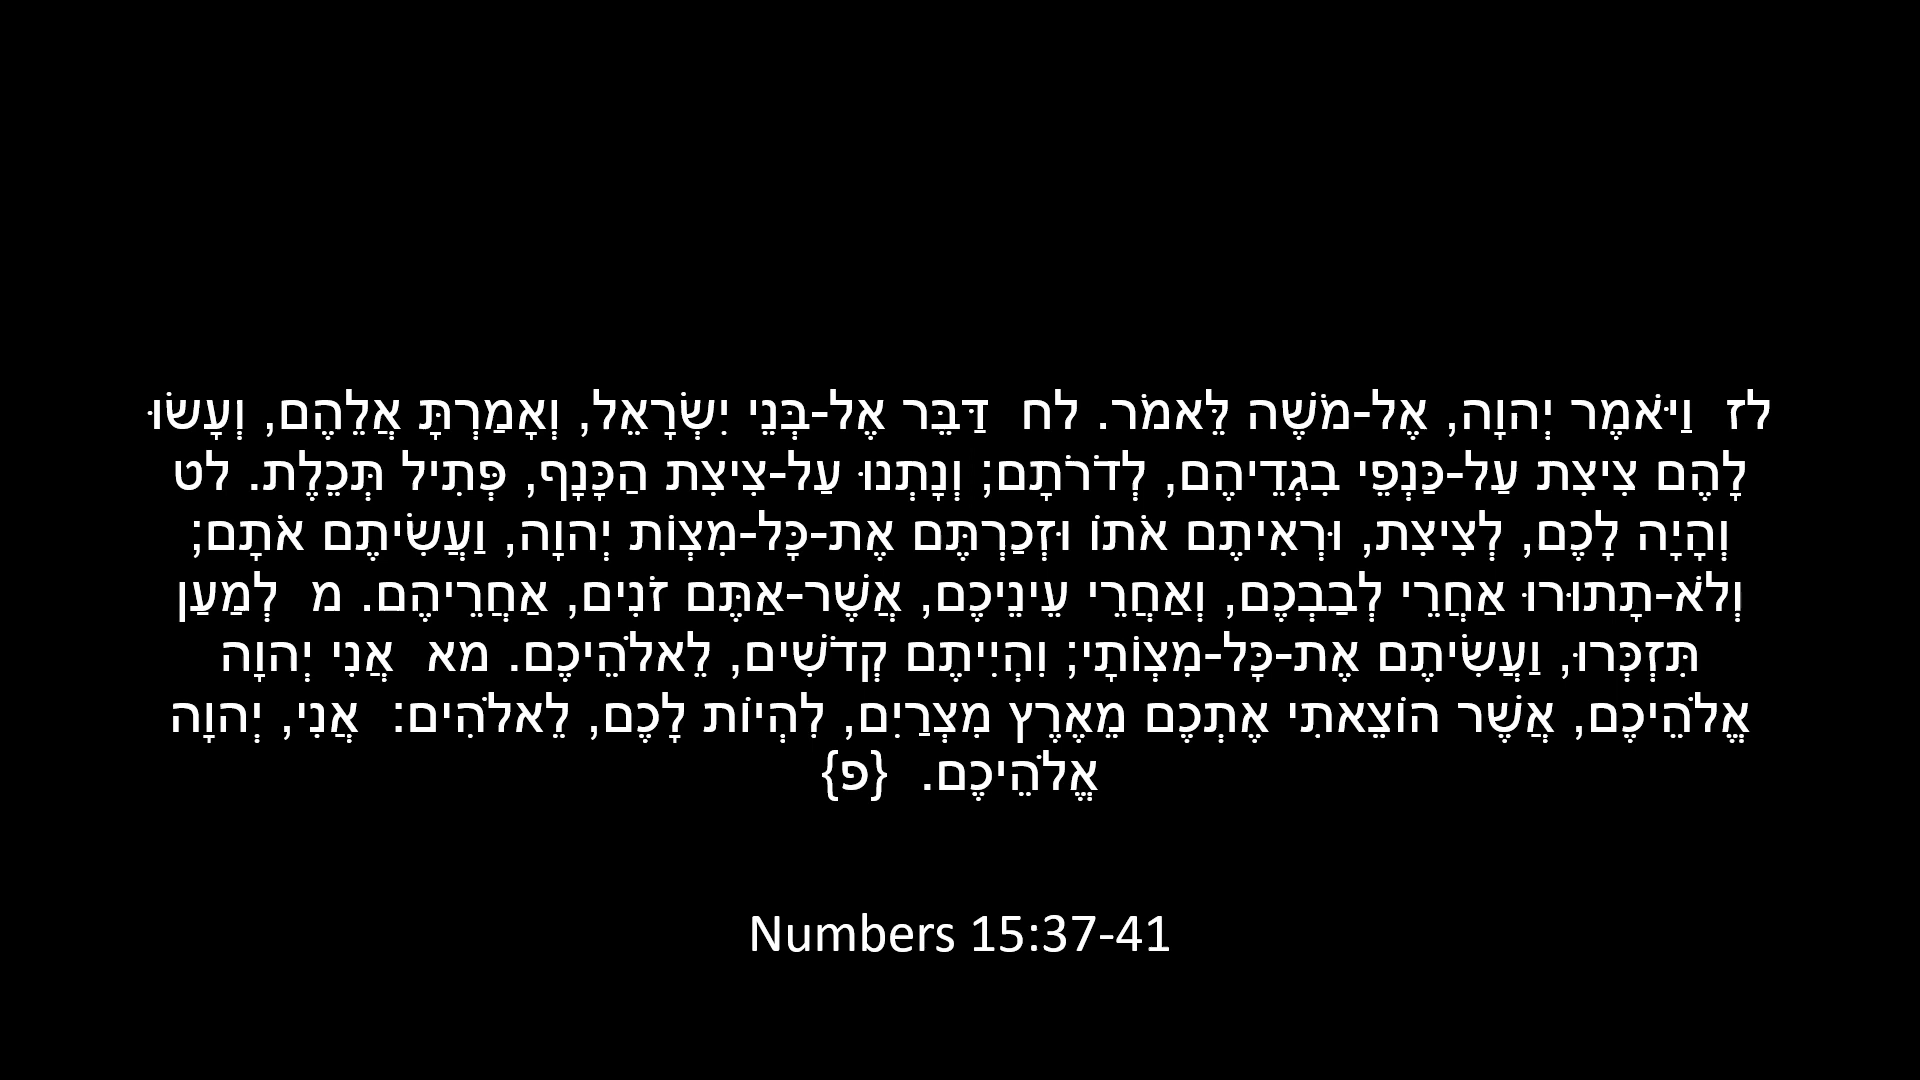 לז  וַיֹּאמֶר יְהוָה, אֶל-מֹשֶׁה לֵּאמֹר. לח  דַּבֵּר אֶל-בְּנֵי יִשְׂרָאֵל, וְאָמַרְתָּ אֲלֵהֶם, וְעָשׂוּ
לָהֶם צִיצִת עַל-כַּנְפֵי בִגְדֵיהֶם, לְדֹרֹתָם; וְנָתְנוּ עַל-צִיצִת הַכָּנָף, פְּתִיל תְּכֵלֶת. לט
וְהָיָה לָכֶם, לְצִיצִת, וּרְאִיתֶם אֹתוֹ וּזְכַרְתֶּם אֶת-כָּל-מִצְוֺת יְהוָה, וַעֲשִׂיתֶם אֹתָם;
וְלֹא-תָתוּרוּ אַחֲרֵי לְבַבְכֶם, וְאַחֲרֵי עֵינֵיכֶם, אֲשֶׁר-אַתֶּם זֹנִים, אַחֲרֵיהֶם. מ  לְמַעַן
תִּזְכְּרוּ, וַעֲשִׂיתֶם אֶת-כָּל-מִצְוֺתָי; וִהְיִיתֶם קְדֹשִׁים, לֵאלֹהֵיכֶם. מא  אֲנִי יְהוָה
אֱלֹהֵיכֶם, אֲשֶׁר הוֹצֵאתִי אֶתְכֶם מֵאֶרֶץ מִצְרַיִם, לִהְיוֹת לָכֶם, לֵאלֹהִים:  אֲנִי, יְהוָה
אֱלֹהֵיכֶם.  {פ}
Numbers 15:37-41